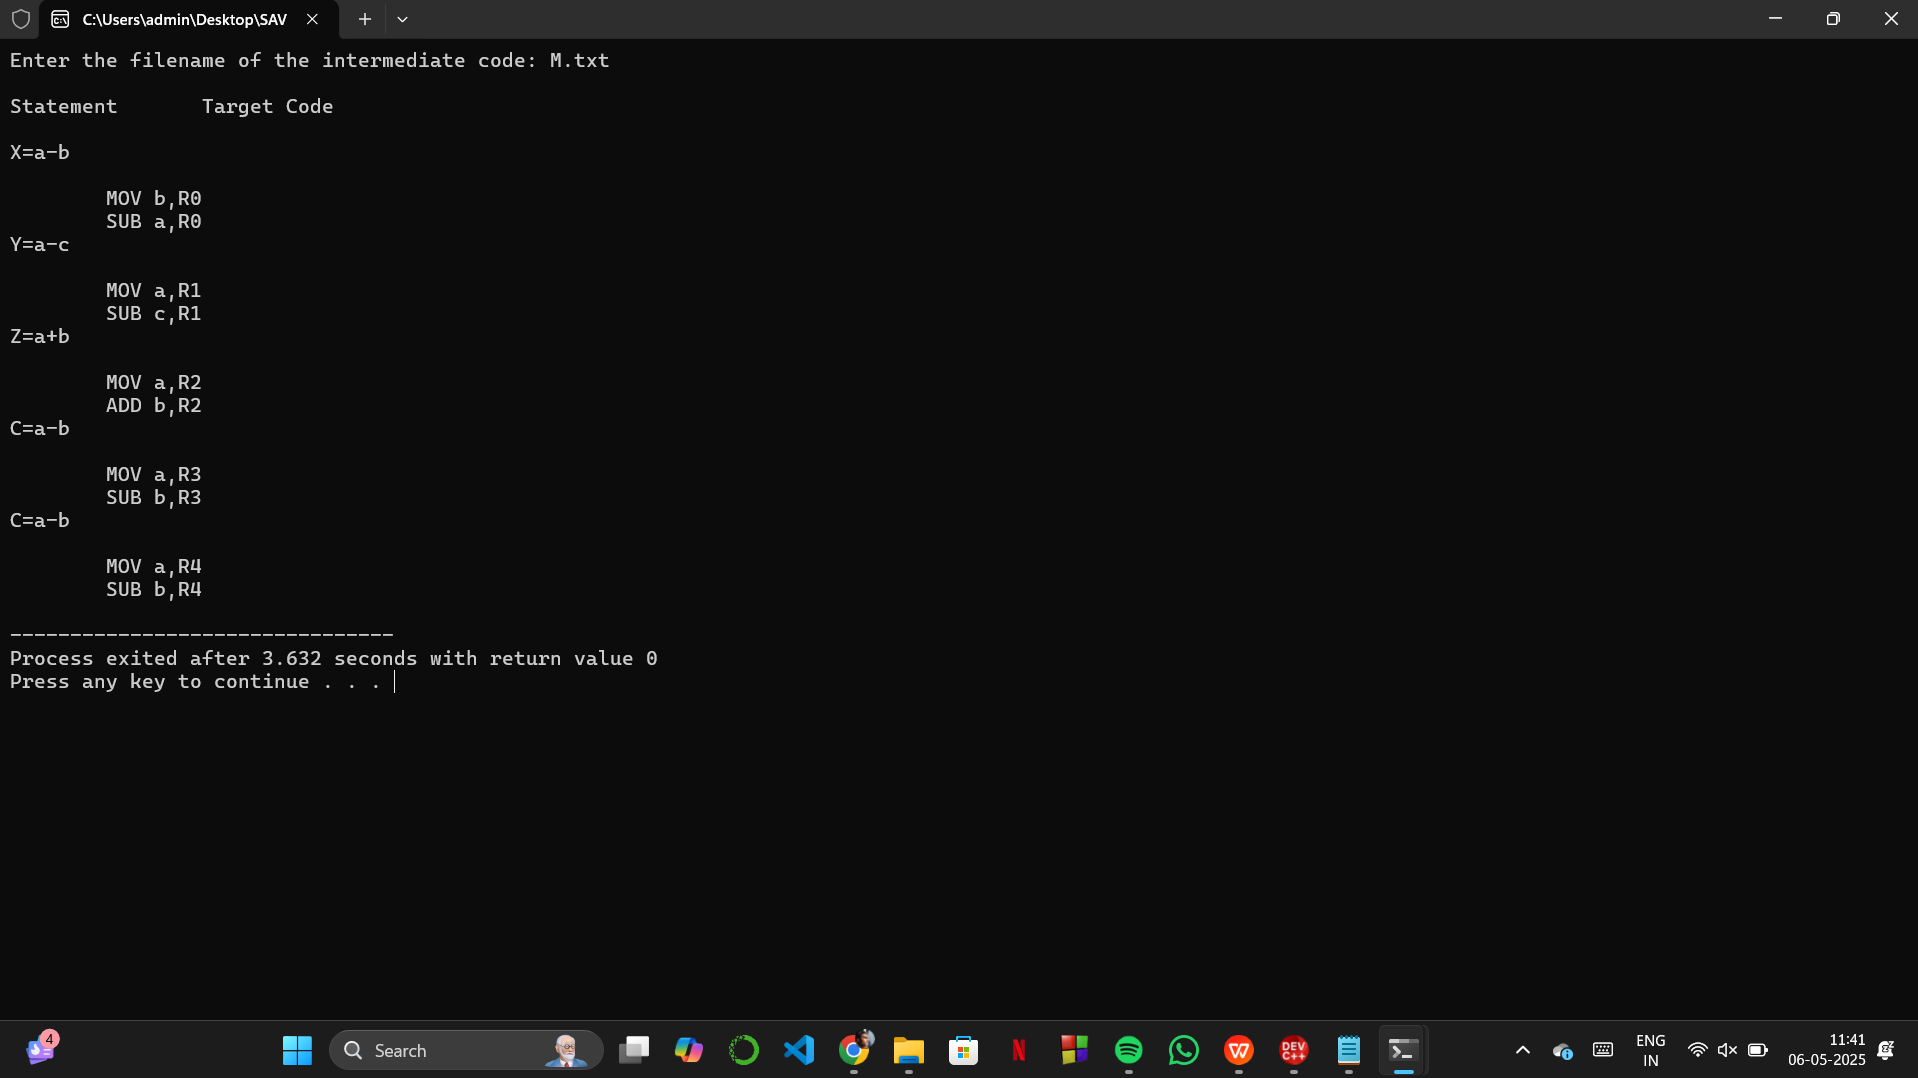 C:\Users\admin\Desktop\SAV
Enter the filename of the intermediate code: M.txt
Statement Target Code
X=a-b
MOV b,R0
SUB a,R0
Y=a-c
MOV a,R1
SUB c,R1
Z=a+b
MOV a,R2
ADD b,R2
C=a-b
MOV a,R3
SUB b,R3
C=a-b
MOV a,R4
SUB b,R4
--------------------------------
Process exited after 3.632 seconds with return value 0
Press any key to continue . . .
4
Search
N
W
DEV
C++
ENG
IN
11:41
06-05-2025